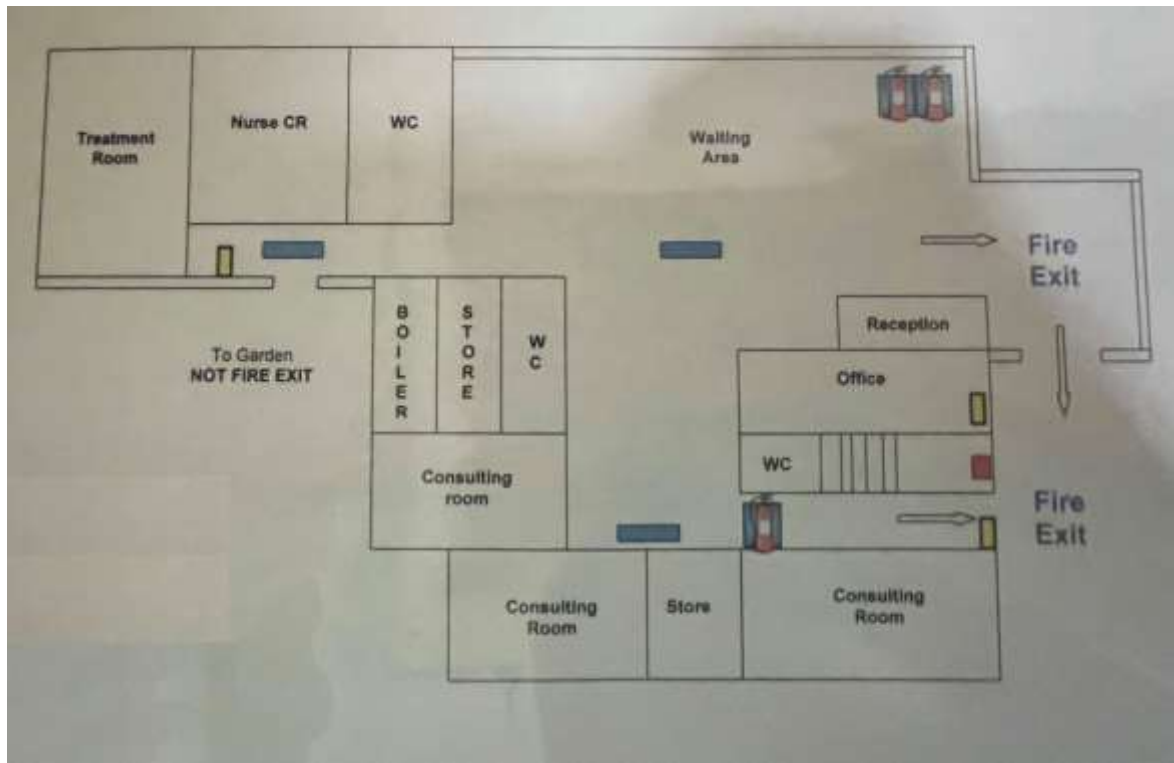 Treatment
Room
Nurse CR
WC
Waiting
Area
Fire
Exit
Reception
Office
B
O
I
L
E
R
S
T
O
R
E
W
C
To Garden
NOT FIRE EXIT
Consulting
room
WC
Fire
Exit
Consulting
Room
Store
Consulting
Room